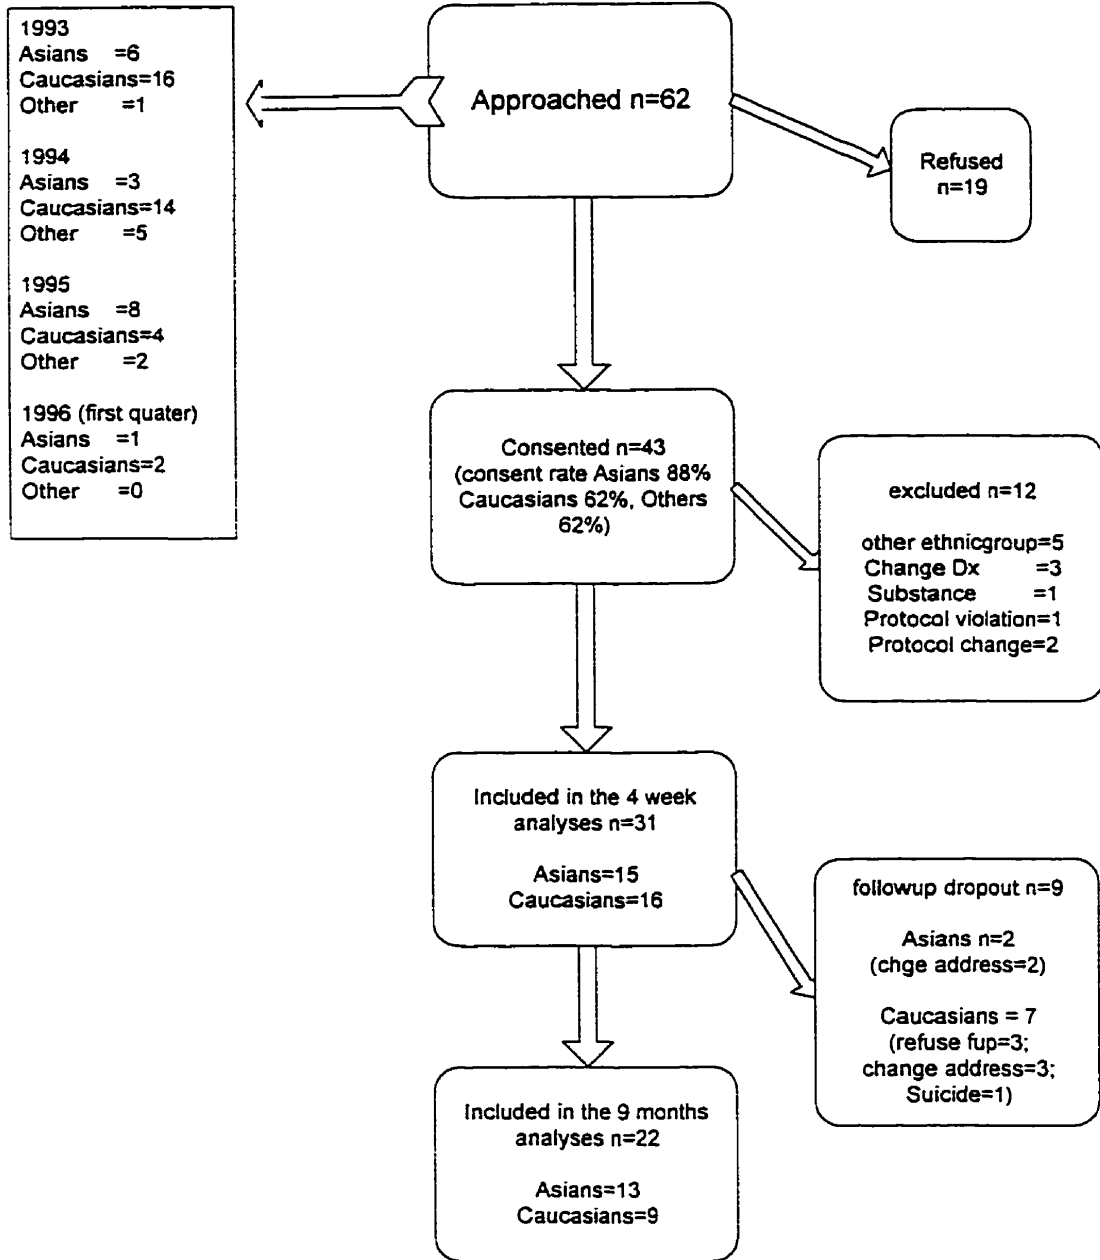 1993
Asians =6
Caucasians=16
Other =1
1994
Asians =3
Caucasians=14
Other =5
1995
Asians =8
Caucasians=4
Other =2
1996 (first quater)
Asians =1
Caucasians=2
Other =0
Approached n=62
Refused
n=19
Consented n=43
(consent rate Asians 88%
Caucasians 62%, Others
62%)
excluded n=12
other ethnicgroup=5
Change Dx =3
Substance =1
Protocol violation=1
Protocol change=2
Included in the 4 week
analyses n=31
Asians=15
Caucasians=16
followup dropout n=9
Asians n=2
(chge address=2)
Caucasians = 7
(refuse fup=3;
change address=3;
Suicide=1)
Included in the 9 months
analyses n=22
Asians=13
Caucasians=9